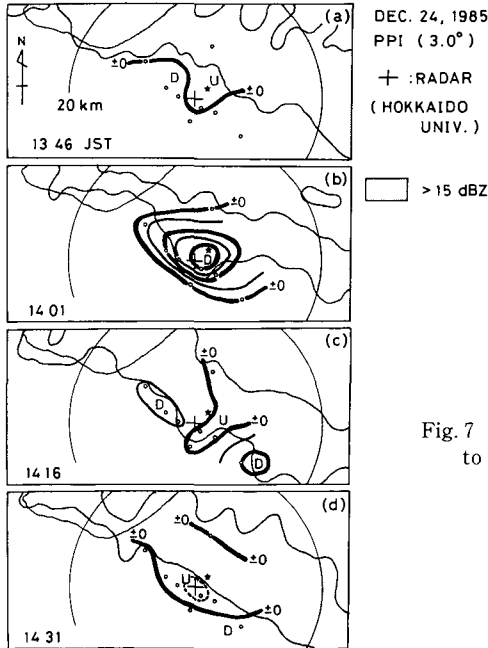 (a)
N
D
U
±0
±0
20 km
13 46 JST
DEC. 24, 1985
PPI (3.0°)
+ : RADAR
(HOKKAIDO
UNIV.)
> 15 dBZ
(b)
±0
D
±0
14 01
(c)
±0
D
U
±0
D
14 16
(d)
±0
±0
U
±0
D
14 31
Fig. 7
to